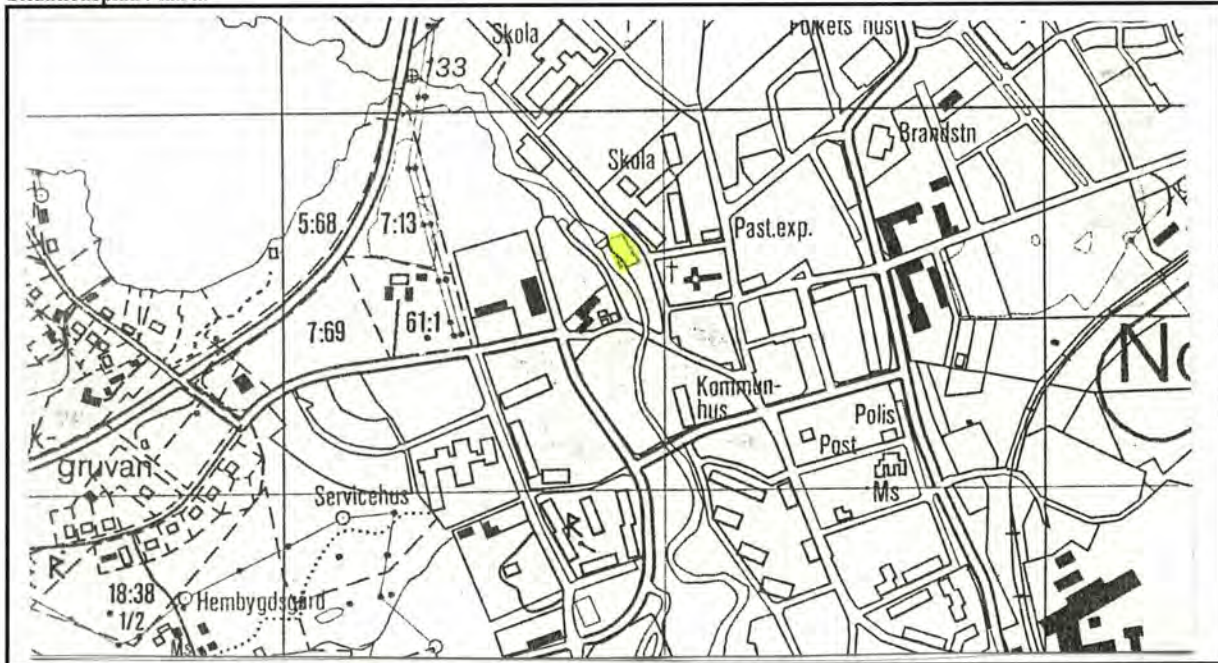 Skola
Folkets hus
133
Brandstn
Skola
5:68
7:13
Past.exp.
7:69
61:1
Kommun-
hus
Polis
Post
gruvan
Servicehus
Ms
R
R
18:38
1/2
Hembygdsgård
Ms